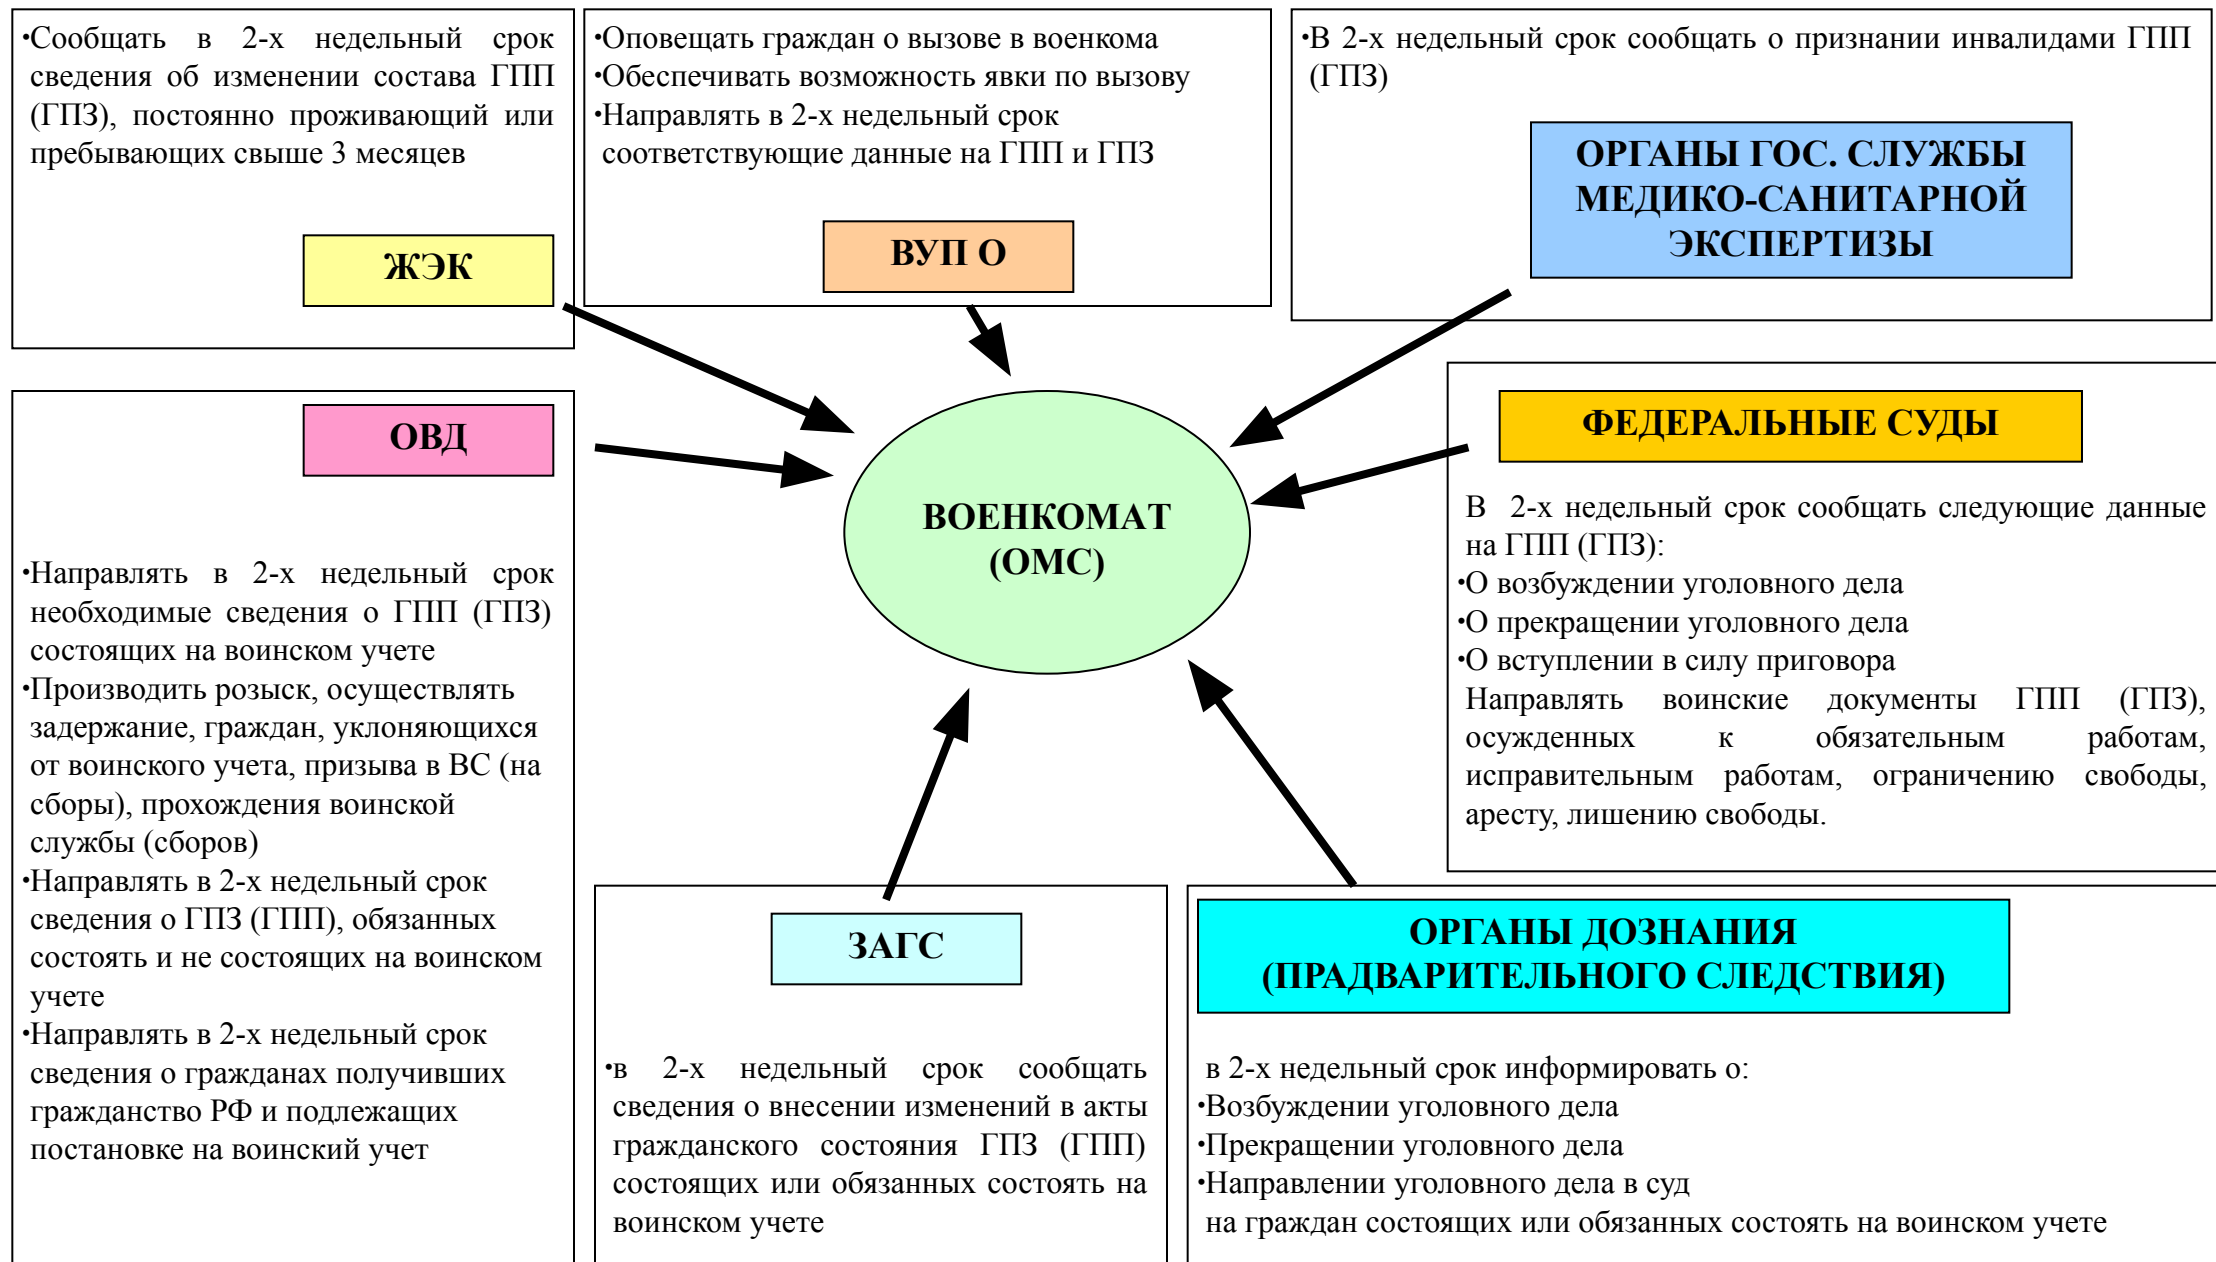 ·Сообщать в 2-х недельный срок
сведения об изменении состава ГПП
(ГПЗ), постоянно проживающий или
пребывающих свыше 3 месяцев
ЖЭК
·Оповещать граждан о вызове в военкома
·Обеспечивать возможность явки по вызову
·Направлять в 2-х недельный срок
соответствующие данные на ГПП и ГПЗ
ВУП О
·В 2-х недельный срок сообщать о признании инвалидами ГПП
(ГПЗ)
ОРГАНЫ ГОС. СЛУЖБЫ
МЕДИКО-САНИТАРНОЙ
ЭКСПЕРТИЗЫ
ОВД
·Направлять в 2-х недельный срок
необходимые сведения о ГПП (ГПЗ)
состоящих на воинском учете
·Производить розыск, осуществлять
задержание, граждан, уклоняющихся
от воинского учета, призыва в ВС (на
сборы), прохождения воинской
службы (сборов)
·Направлять в 2-х недельный срок
сведения о ГПЗ (ГПП), обязанных
состоять и не состоящих на воинском
учете
·Направлять в 2-х недельный срок
сведения о гражданах получивших
гражданство РФ и подлежащих
постановке на воинский учет
ВОЕНКОМАТ
(ОМС)
ФЕДЕРАЛЬНЫЕ СУДЫ
В 2-х недельный срок сообщать следующие данные
на ГПП (ГПЗ):
·О возбуждении уголовного дела
·О прекращении уголовного дела
·О вступлении в силу приговора
Направлять воинские документы ГПП (ГПЗ),
осужденных к обязательным работам,
исправительным работам, ограничению свободы,
аресту, лишению свободы.
ЗАГС
·в 2-х недельный срок сообщать
сведения о внесении изменений в акты
гражданского состояния ГПЗ (ГПП)
состоящих или обязанных состоять на
воинском учете
ОРГАНЫ ДОЗНАНИЯ
(ПРАДВАРИТЕЛЬНОГО СЛЕДСТВИЯ)
в 2-х недельный срок информировать о:
·Возбуждении уголовного дела
·Прекращении уголовного дела
·Направлении уголовного дела в суд
на граждан состоящих или обязанных состоять на воинском учете